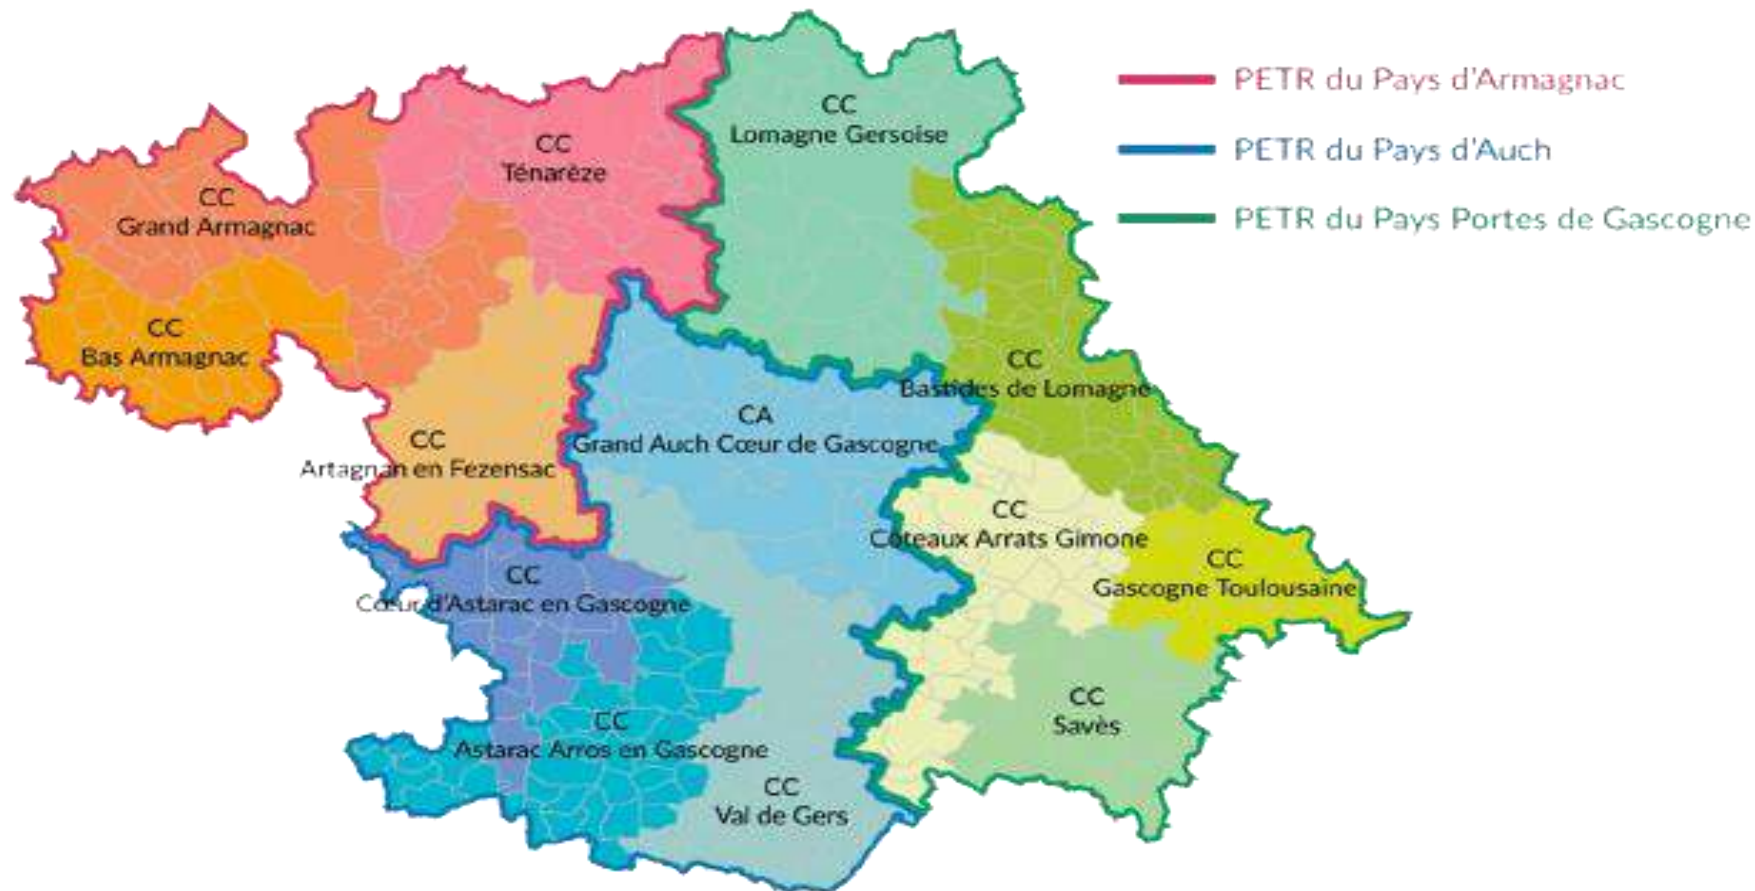 PETR du Pays d'Armagnac
PETR du Pays d'Auch
PETR du Pays Portes de Gascogne
CC
Lomagne Gersoise
CC
Ténarèze
CC
Grand Armagnac
CC
Bas Armagnac
CC
Bastides de Lomagne
CA
Grand Auch Cœur de Gascogne
CC
Artagnan en Fezensac
CC
Coteaux Arrats Gimone
CC
Gascogne Toulousaine
CC
Cœur d'Astarac en Gascogne
CC
Savès
CC
Astarac Arros en Gascogne
CC
Val de Gers